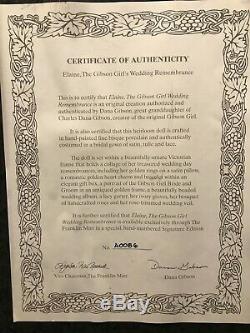 CERTIFICATE OF AUTHENTICITY
Elaine, The Gibson Girl's Wedding Remembrance
This is to certify that Elaine, The Gibson Girl Wedding
Remembrance is an original creation authorized and
authenticated by Dana Gibson, great granddaughter of
Charles Dana Gibson, creator of the original Gibson Girl.
It is also certified that this heirloom doll is crafted
in hand-painted fine bisque porcelain and authentically
costumed in a bridal gown of satin, tulle and lace.
The doll is set within a beautifully ornate Victorian
frame that holds a collage of her treasured wedding day
remembrances, including her golden rings on a satin pillow,
a romantic golden heart charm and nestled within an
elegant gift box, a portrait of the Gibson Girl Bride and
Groom in an antiqued golden frame, a beautifully embroidered
wedding album, a lacy garter, her ivory gloves, her bouquet
of handcrafted roses and her rose trimmed wedding veil.
It is further certified that Elaine, The Gibson Girl
Wedding Remembrance is available exclusively through The
Franklin Mint in a special hand-numbered Signature Edition.
No. A0086
Vice Chairman, The Franklin Mint
Dana Gibson